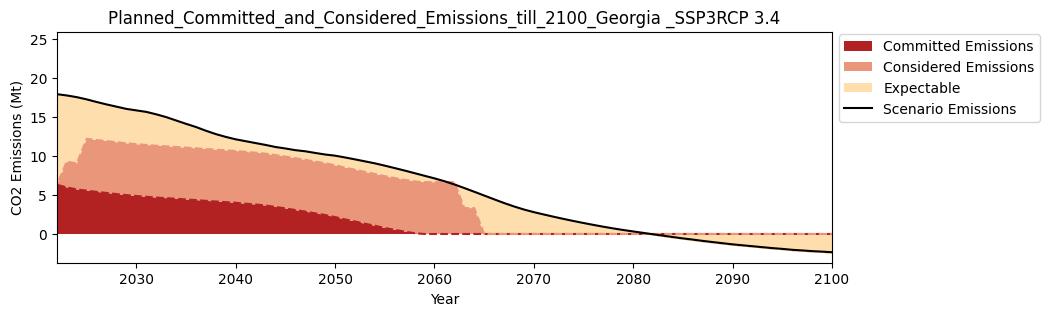 Planned_Committed_and_Considered_Emissions_till_2100_Georgia _SSP3RCP 3.4
CO2 Emissions (Mt)
25
20
15
10
5
0
2030 2040 2050 2060 2070 2080 2090 2100
Year
Committed Emissions
Considered Emissions
Expectable
Scenario Emissions